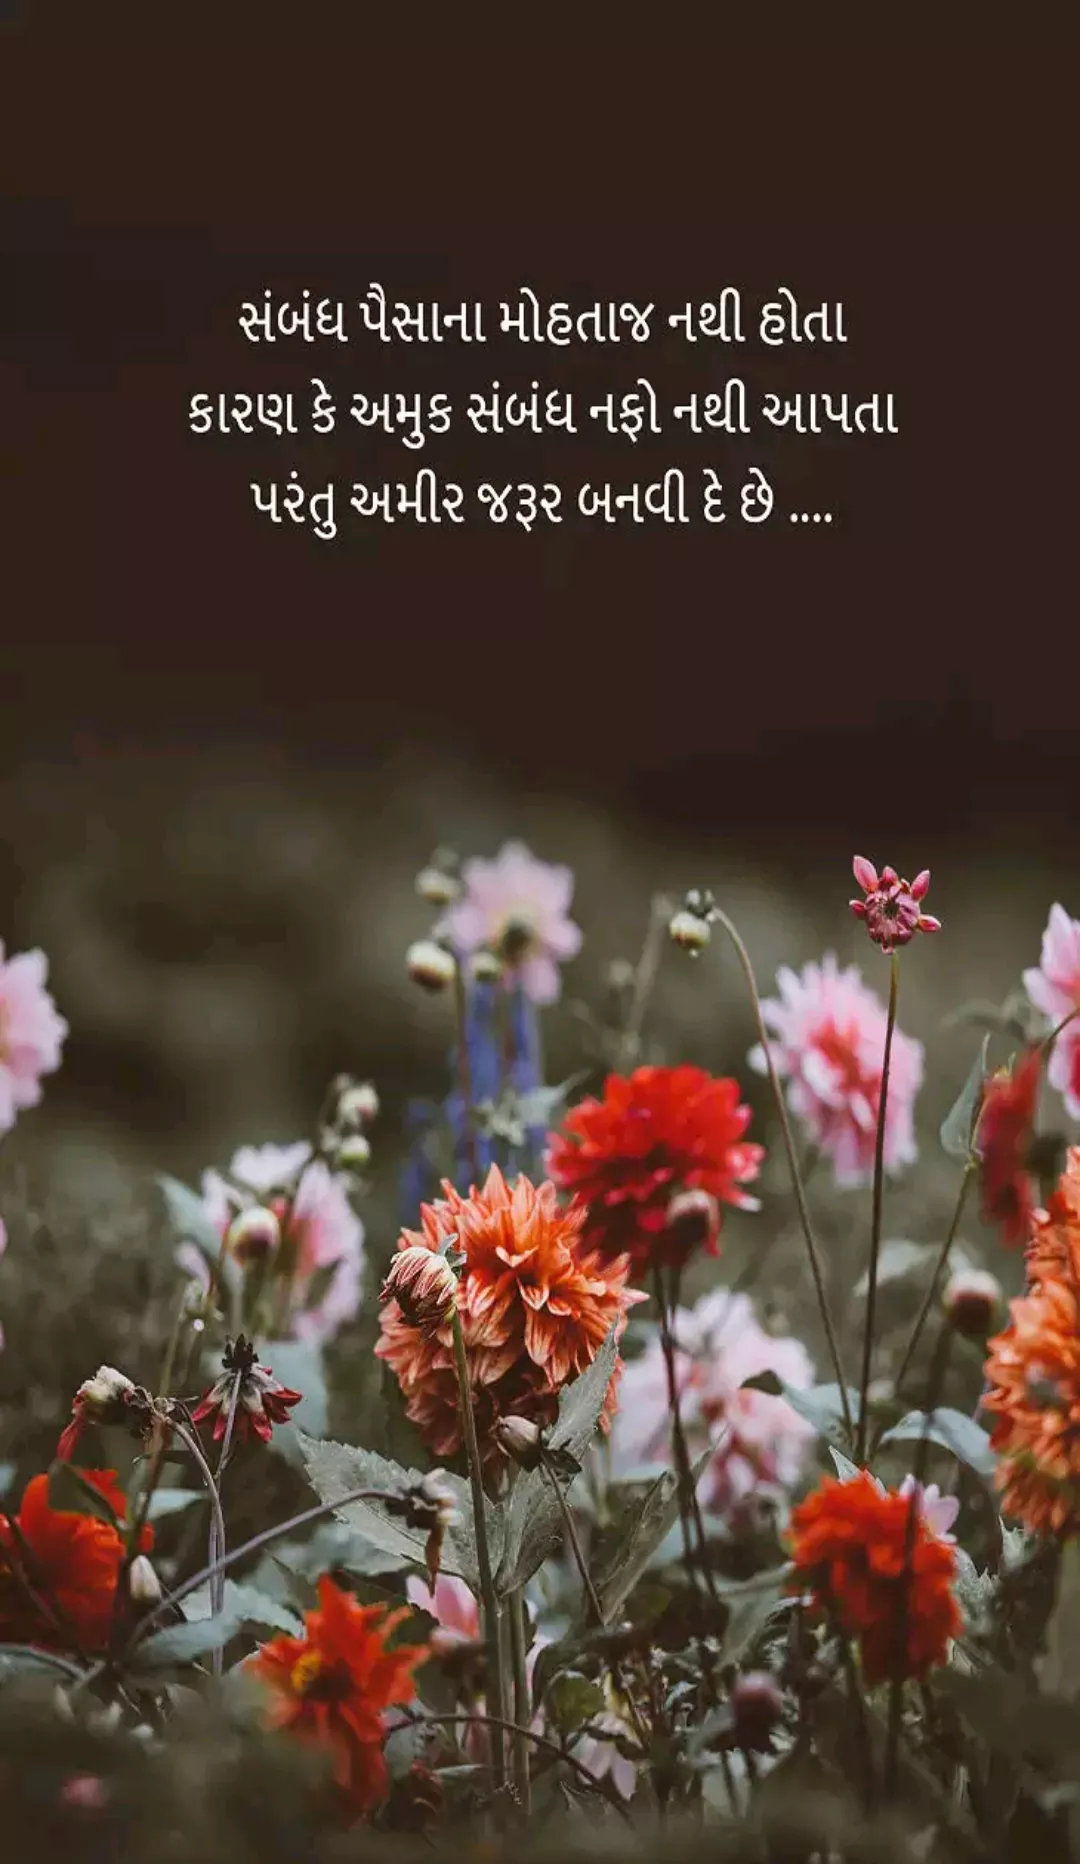 સંબંધ પૈસાના મોહતાજ નથી હોતા
કારણ કે અમુક સંબંધ નફો નથી આપતા
પરંતુ અમીર જરૂર બનવી દે છે ....